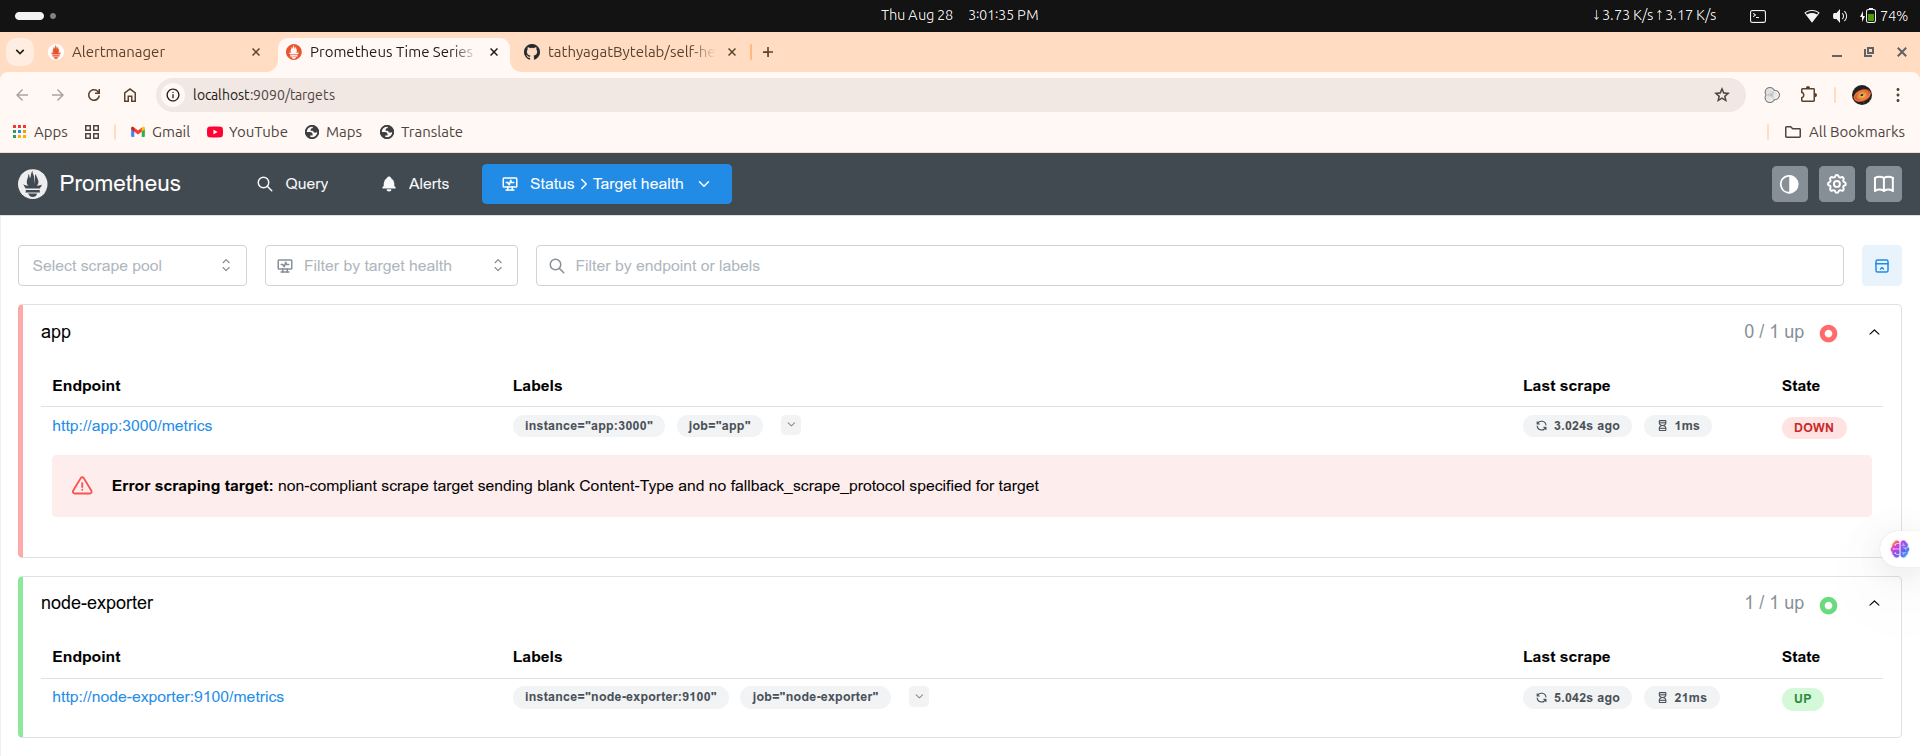 Thu Aug 28 3:01:35 PM
↓3.73 K/s↑3.17 K/s
74%
Alertmanager
Prometheus Time Series
tathyagatBytelab/self-he
localhost:9090/targets
Apps
Gmail
YouTube
Maps
Translate
All Bookmarks
Prometheus
Query
Alerts
Status > Target health
Select scrape pool
Filter by target health
Filter by endpoint or labels
app
0 / 1 up
Endpoint Labels Last scrape State
http://app:3000/metrics instance="app:3000" job="app" 3.024s ago 1ms DOWN
Error scraping target: non-compliant scrape target sending blank Content-Type and no fallback_scrape_protocol specified for target
node-exporter
1 / 1 up
Endpoint Labels Last scrape State
http://node-exporter:9100/metrics instance="node-exporter:9100" job="node-exporter" 5.042s ago 21ms UP